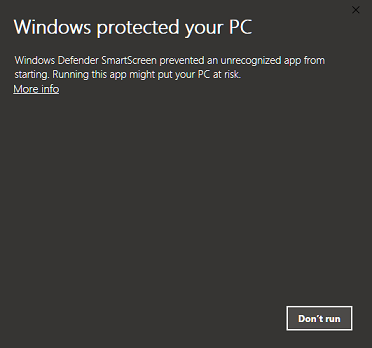 Windows protected your PC
Windows Defender SmartScreen prevented an unrecognized app from
starting. Running this app might put your PC at risk.
More info
Don't run